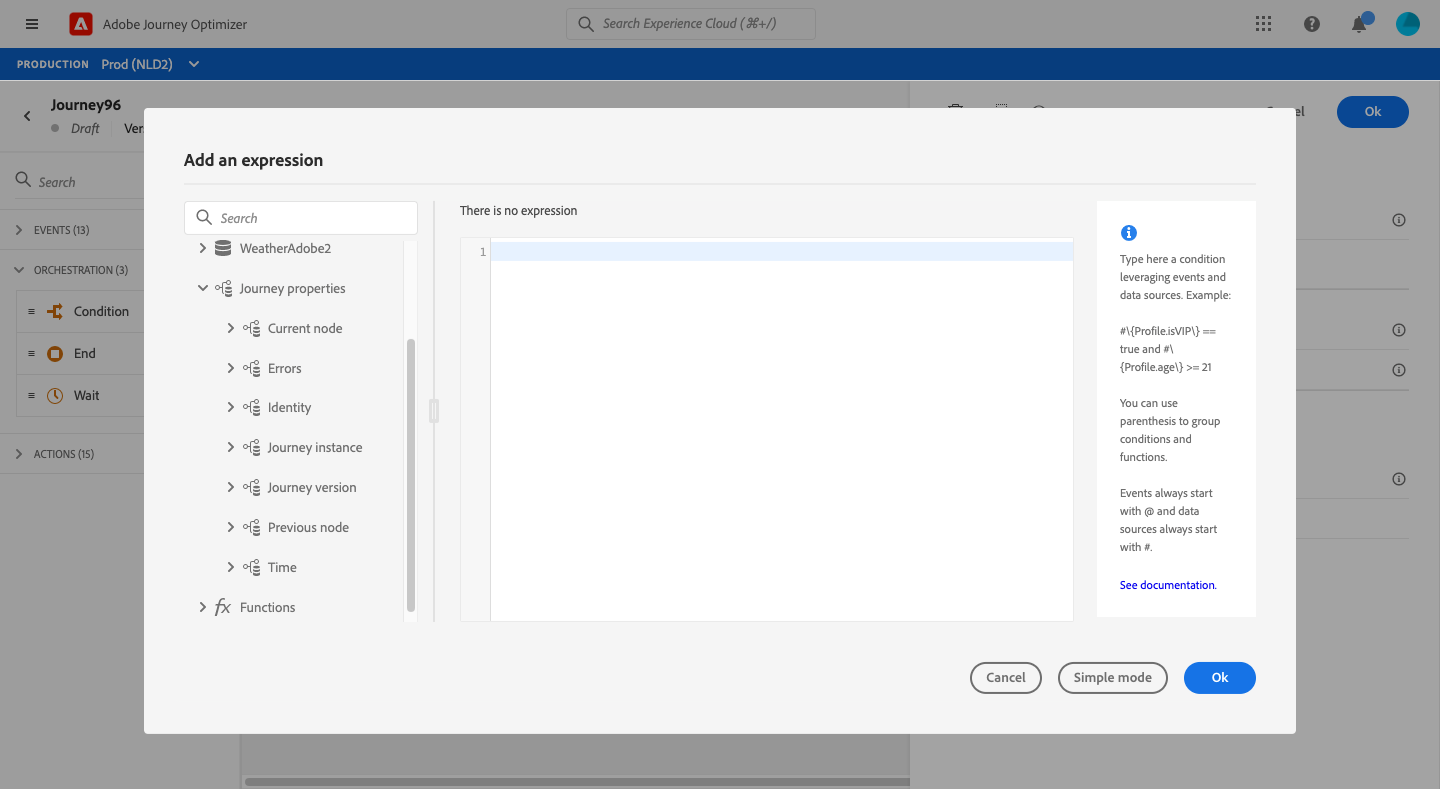 Adobe Journey Optimizer
Search Experience Cloud (⌘+/)
PRODUCTION Prod (NLD2)
Journey96
Draft
Ok
Search
EVENTS (13)
ORCHESTRATION (3)
Condition
End
Wait
ACTIONS (15)
Add an expression
Search
WeatherAdobe2
Journey properties
Current node
Errors
Identity
Journey instance
Journey version
Previous node
Time
fx Functions
There is no expression
1
Type here a condition
leveraging events and
data sources. Example:
#\{Profile.isVIP\} ==
true and #\
{Profile.age\} >= 21
You can use
parenthesis to group
conditions and
functions.
Events always start
with @ and data
sources always start
with #.
See documentation.
Cancel
Simple mode
Ok